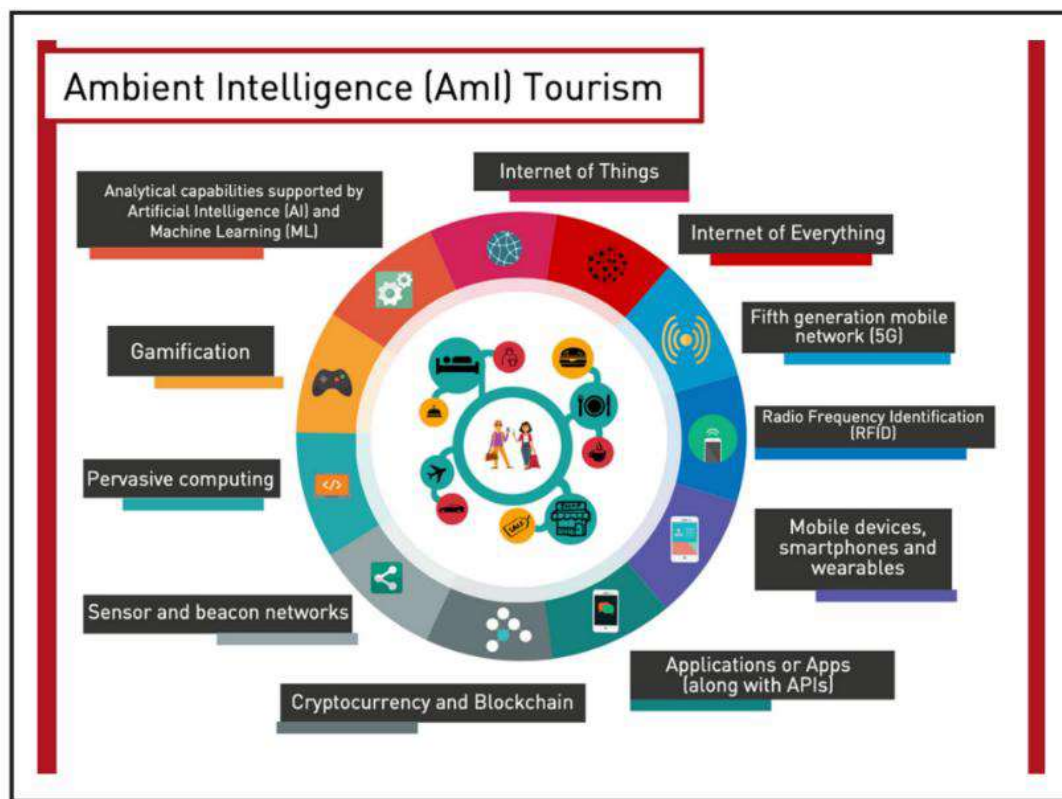 Ambient Intelligence (AmI) Tourism
Internet of Things
Analytical capabilities supported by
Artificial Intelligence (AI) and
Machine Learning (ML)
Internet of Everything
Fifth generation mobile
network (5G)
Gamification
Radio Frequency Identification
(RFID)
Pervasive computing
Mobile devices,
smartphones and
wearables
Sensor and beacon networks
Applications or Apps
(along with APIs)
Cryptocurrency and Blockchain
</>
SALE